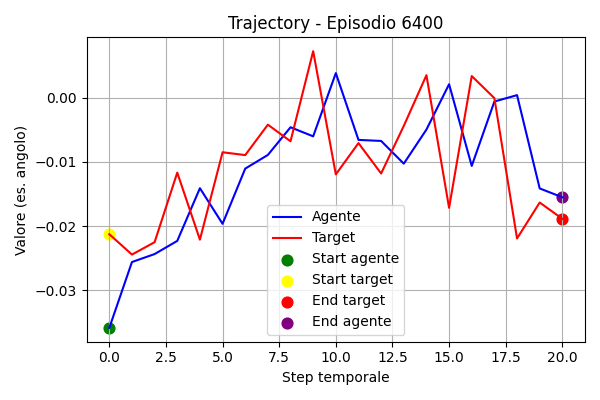 Trajectory - Episodio 6400
Valore (es. angolo)
0.00
−0.01
−0.02
−0.03
Agente
Target
Start agente
Start target
End target
End agente
0.0 2.5 5.0 7.5 10.0 12.5 15.0 17.5 20.0
Step temporale